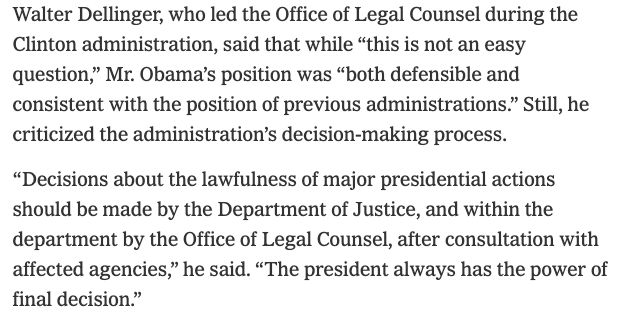 Walter Dellinger, who led the Office of Legal Counsel during the
Clinton administration, said that while “this is not an easy
question,” Mr. Obama’s position was “both defensible and
consistent with the position of previous administrations.” Still, he
criticized the administration’s decision-making process.
“Decisions about the lawfulness of major presidential actions
should be made by the Department of Justice, and within the
department by the Office of Legal Counsel, after consultation with
affected agencies,” he said. “The president always has the power of
final decision.”